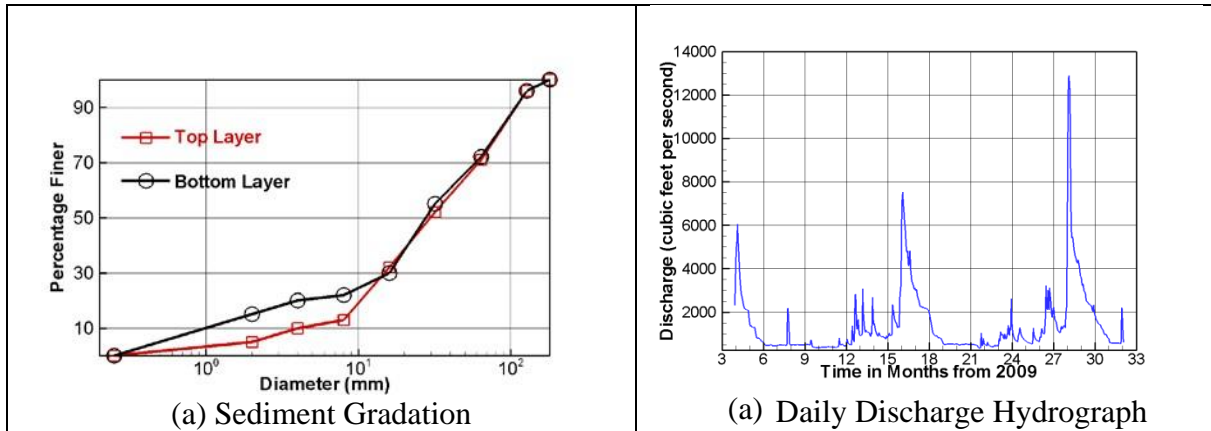 90
70
50
30
10
Percentage Finer
Top Layer
Bottom Layer
10⁰ 10¹ 10²
Diameter (mm)
(a) Sediment Gradation
14000
12000
10000
8000
6000
4000
2000
Discharge (cubic feet per second)
3 6 9 12 15 18 21 24 27 30 33
Time in Months from 2009
(a) Daily Discharge Hydrograph